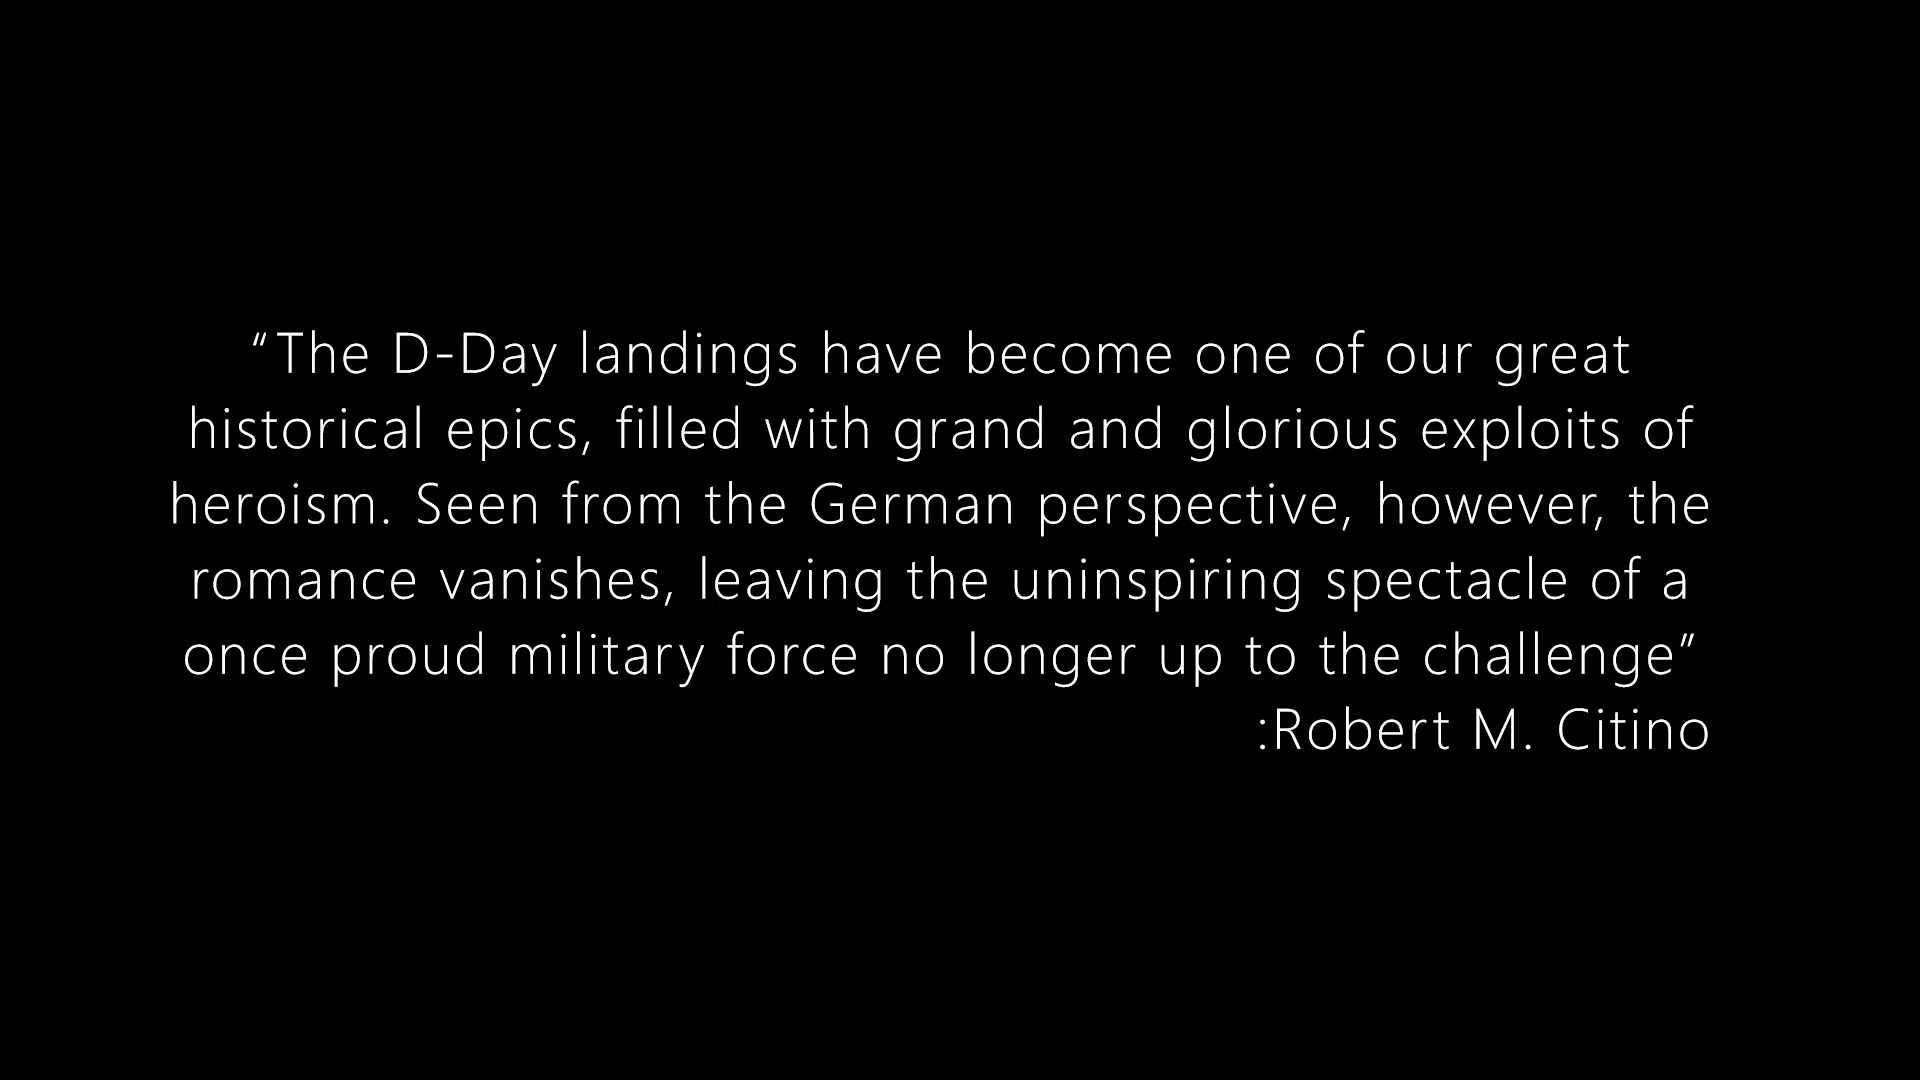 “The D-Day landings have become one of our great
historical epics, filled with grand and glorious exploits of
heroism. Seen from the German perspective, however, the
romance vanishes, leaving the uninspiring spectacle of a
once proud military force no longer up to the challenge”
:Robert M. Citino